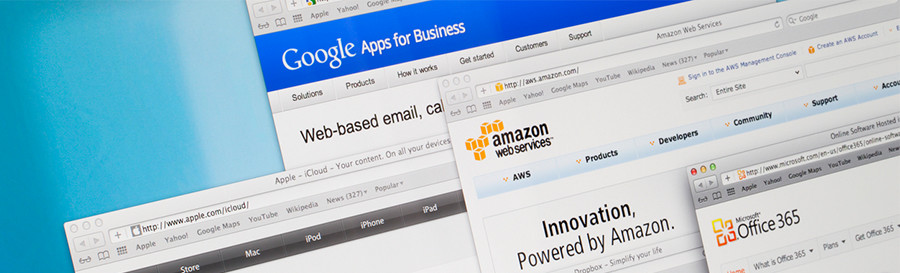 Apple Yahoo! Google Maps YouTube
Google Apps for Business
Solutions Products How it works Get started Customers Support
Web-based email, cal
Amazon Web Services
Google
http://aws.amazon.com/
Apple Yahoo! Google Maps YouTube Wikipedia News (327) Popular
Sign in to the AWS Management Console Create an AWS Account
Search: Entire Site
amazon
web services™
AWS Products Developers Community Support Accou
Innovation,
Powered by Amazon.
Dropbox – Simplify your life
Apple – iCloud – Your content. On all your devices
http://www.apple.com/icloud/
Apple Yahoo! Google Maps YouTube Wikipedia News (327) Popular
Store Mac iPod iPhone iPad
Online Software Hosted i
http://www.microsoft.com/en-us/office365/online-softwa
Apple Yahoo! Google Maps YouTube Wikipedia News
Microsoft®
Office 365
Home What is Office 365 Plans Get Office 365